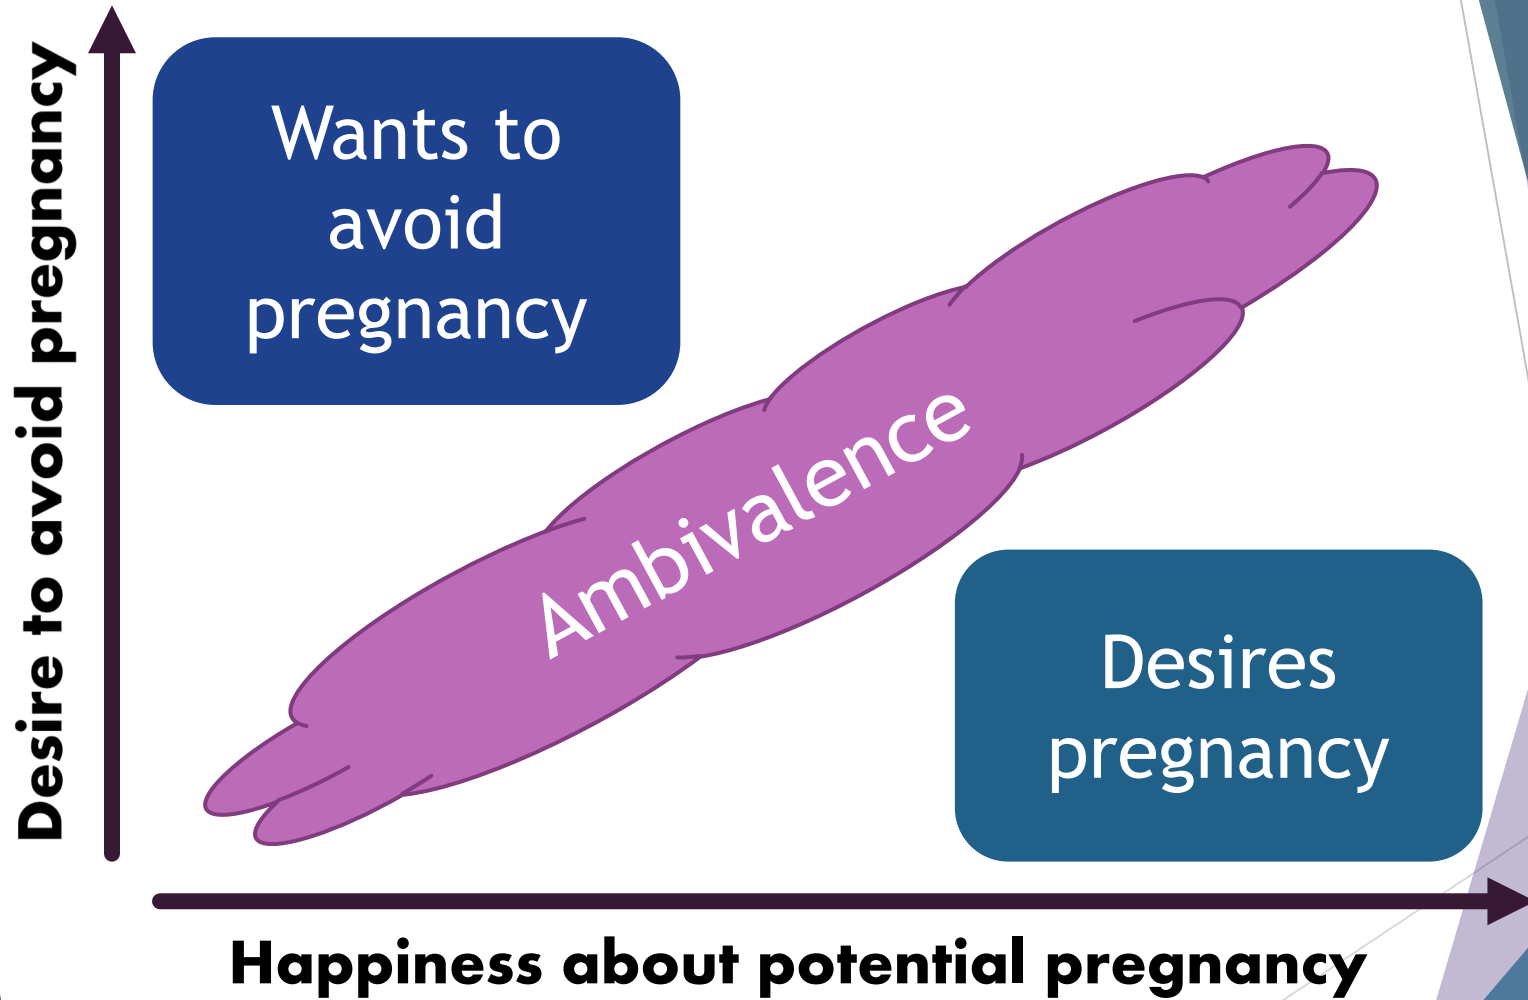 Desire to avoid pregnancy
Wants to
avoid
pregnancy
Ambivalence
Desires
pregnancy
Happiness about potential pregnancy